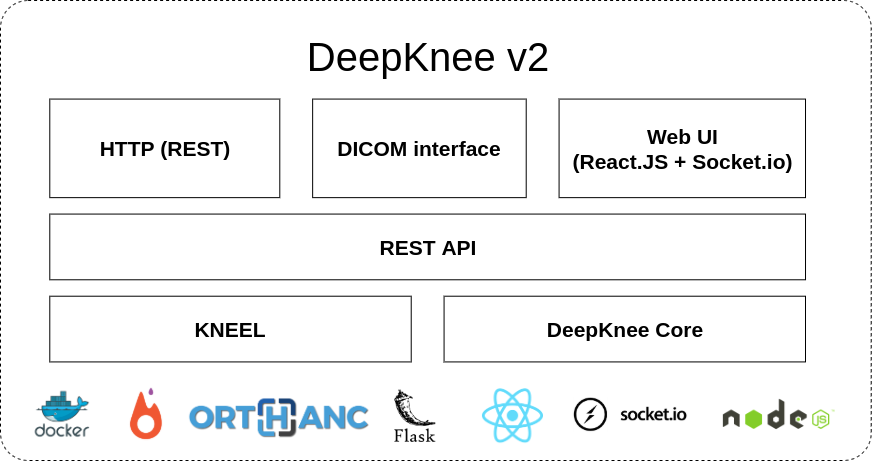 DeepKnee v2
HTTP (REST)
DICOM interface
Web UI
(React.JS + Socket.io)
REST API
KNEEL
DeepKnee Core
docker
ORTHANC
Flask
socket.io
node
JS